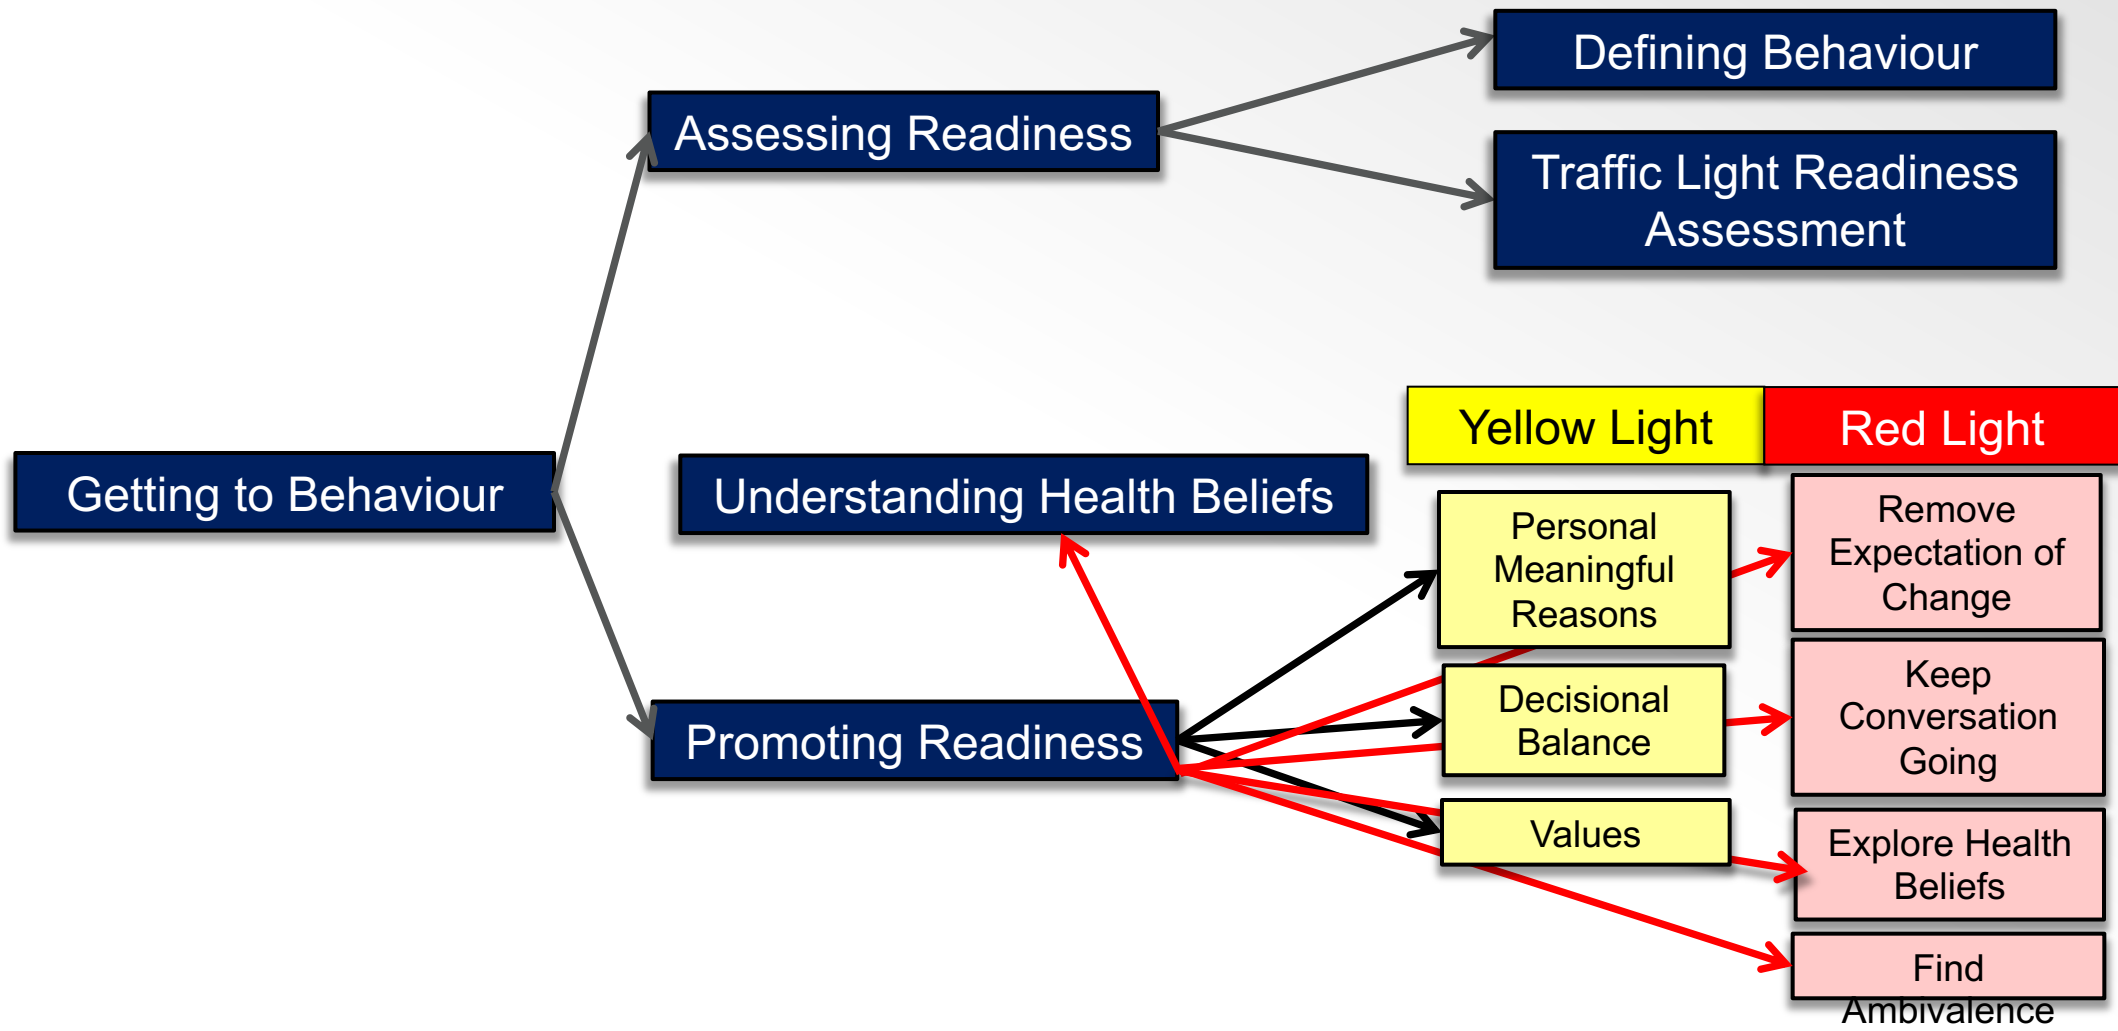 Defining Behaviour
Assessing Readiness
Traffic Light Readiness
Assessment
Yellow Light
Red Light
Getting to Behaviour
Understanding Health Beliefs
Personal
Meaningful
Reasons
Remove
Expectation of
Change
Promoting Readiness
Decisional
Balance
Keep
Conversation
Going
Values
Explore Health
Beliefs
Find
Ambivalence